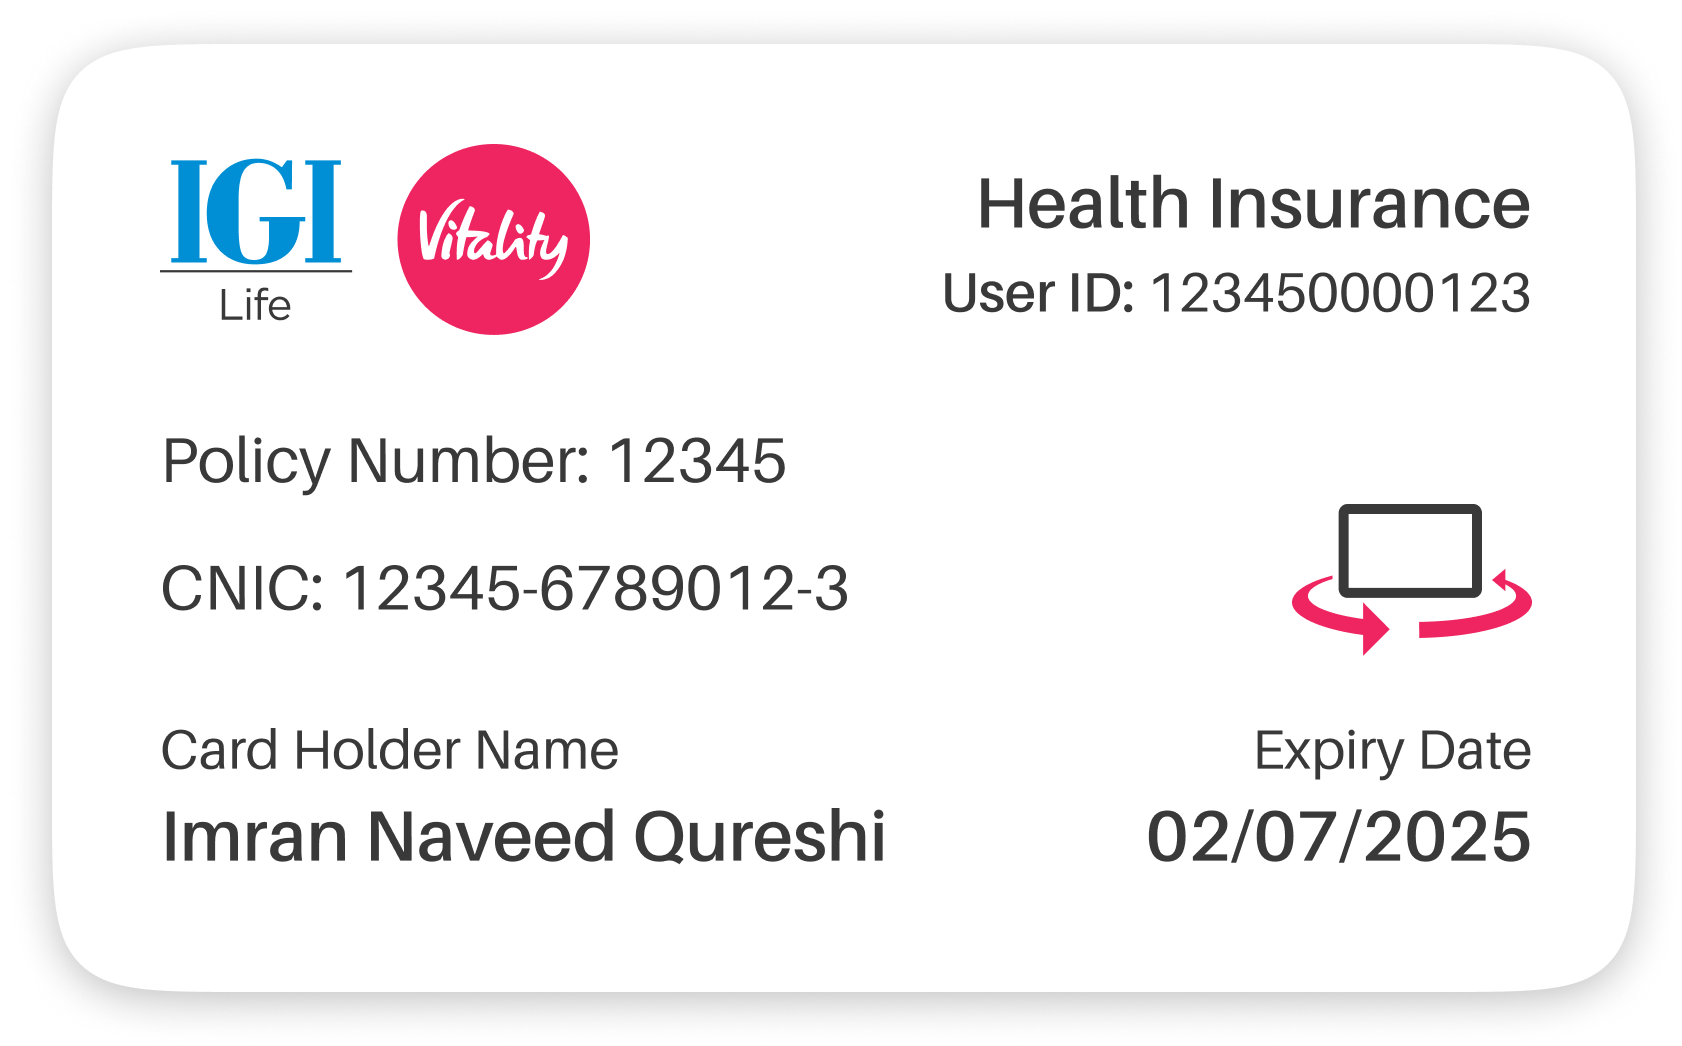 IGI
Life
Vitality
Health Insurance
User ID: 123450000123
Policy Number: 12345
CNIC: 12345-6789012-3
Card Holder Name
Imran Naveed Qureshi
Expiry Date
02/07/2025